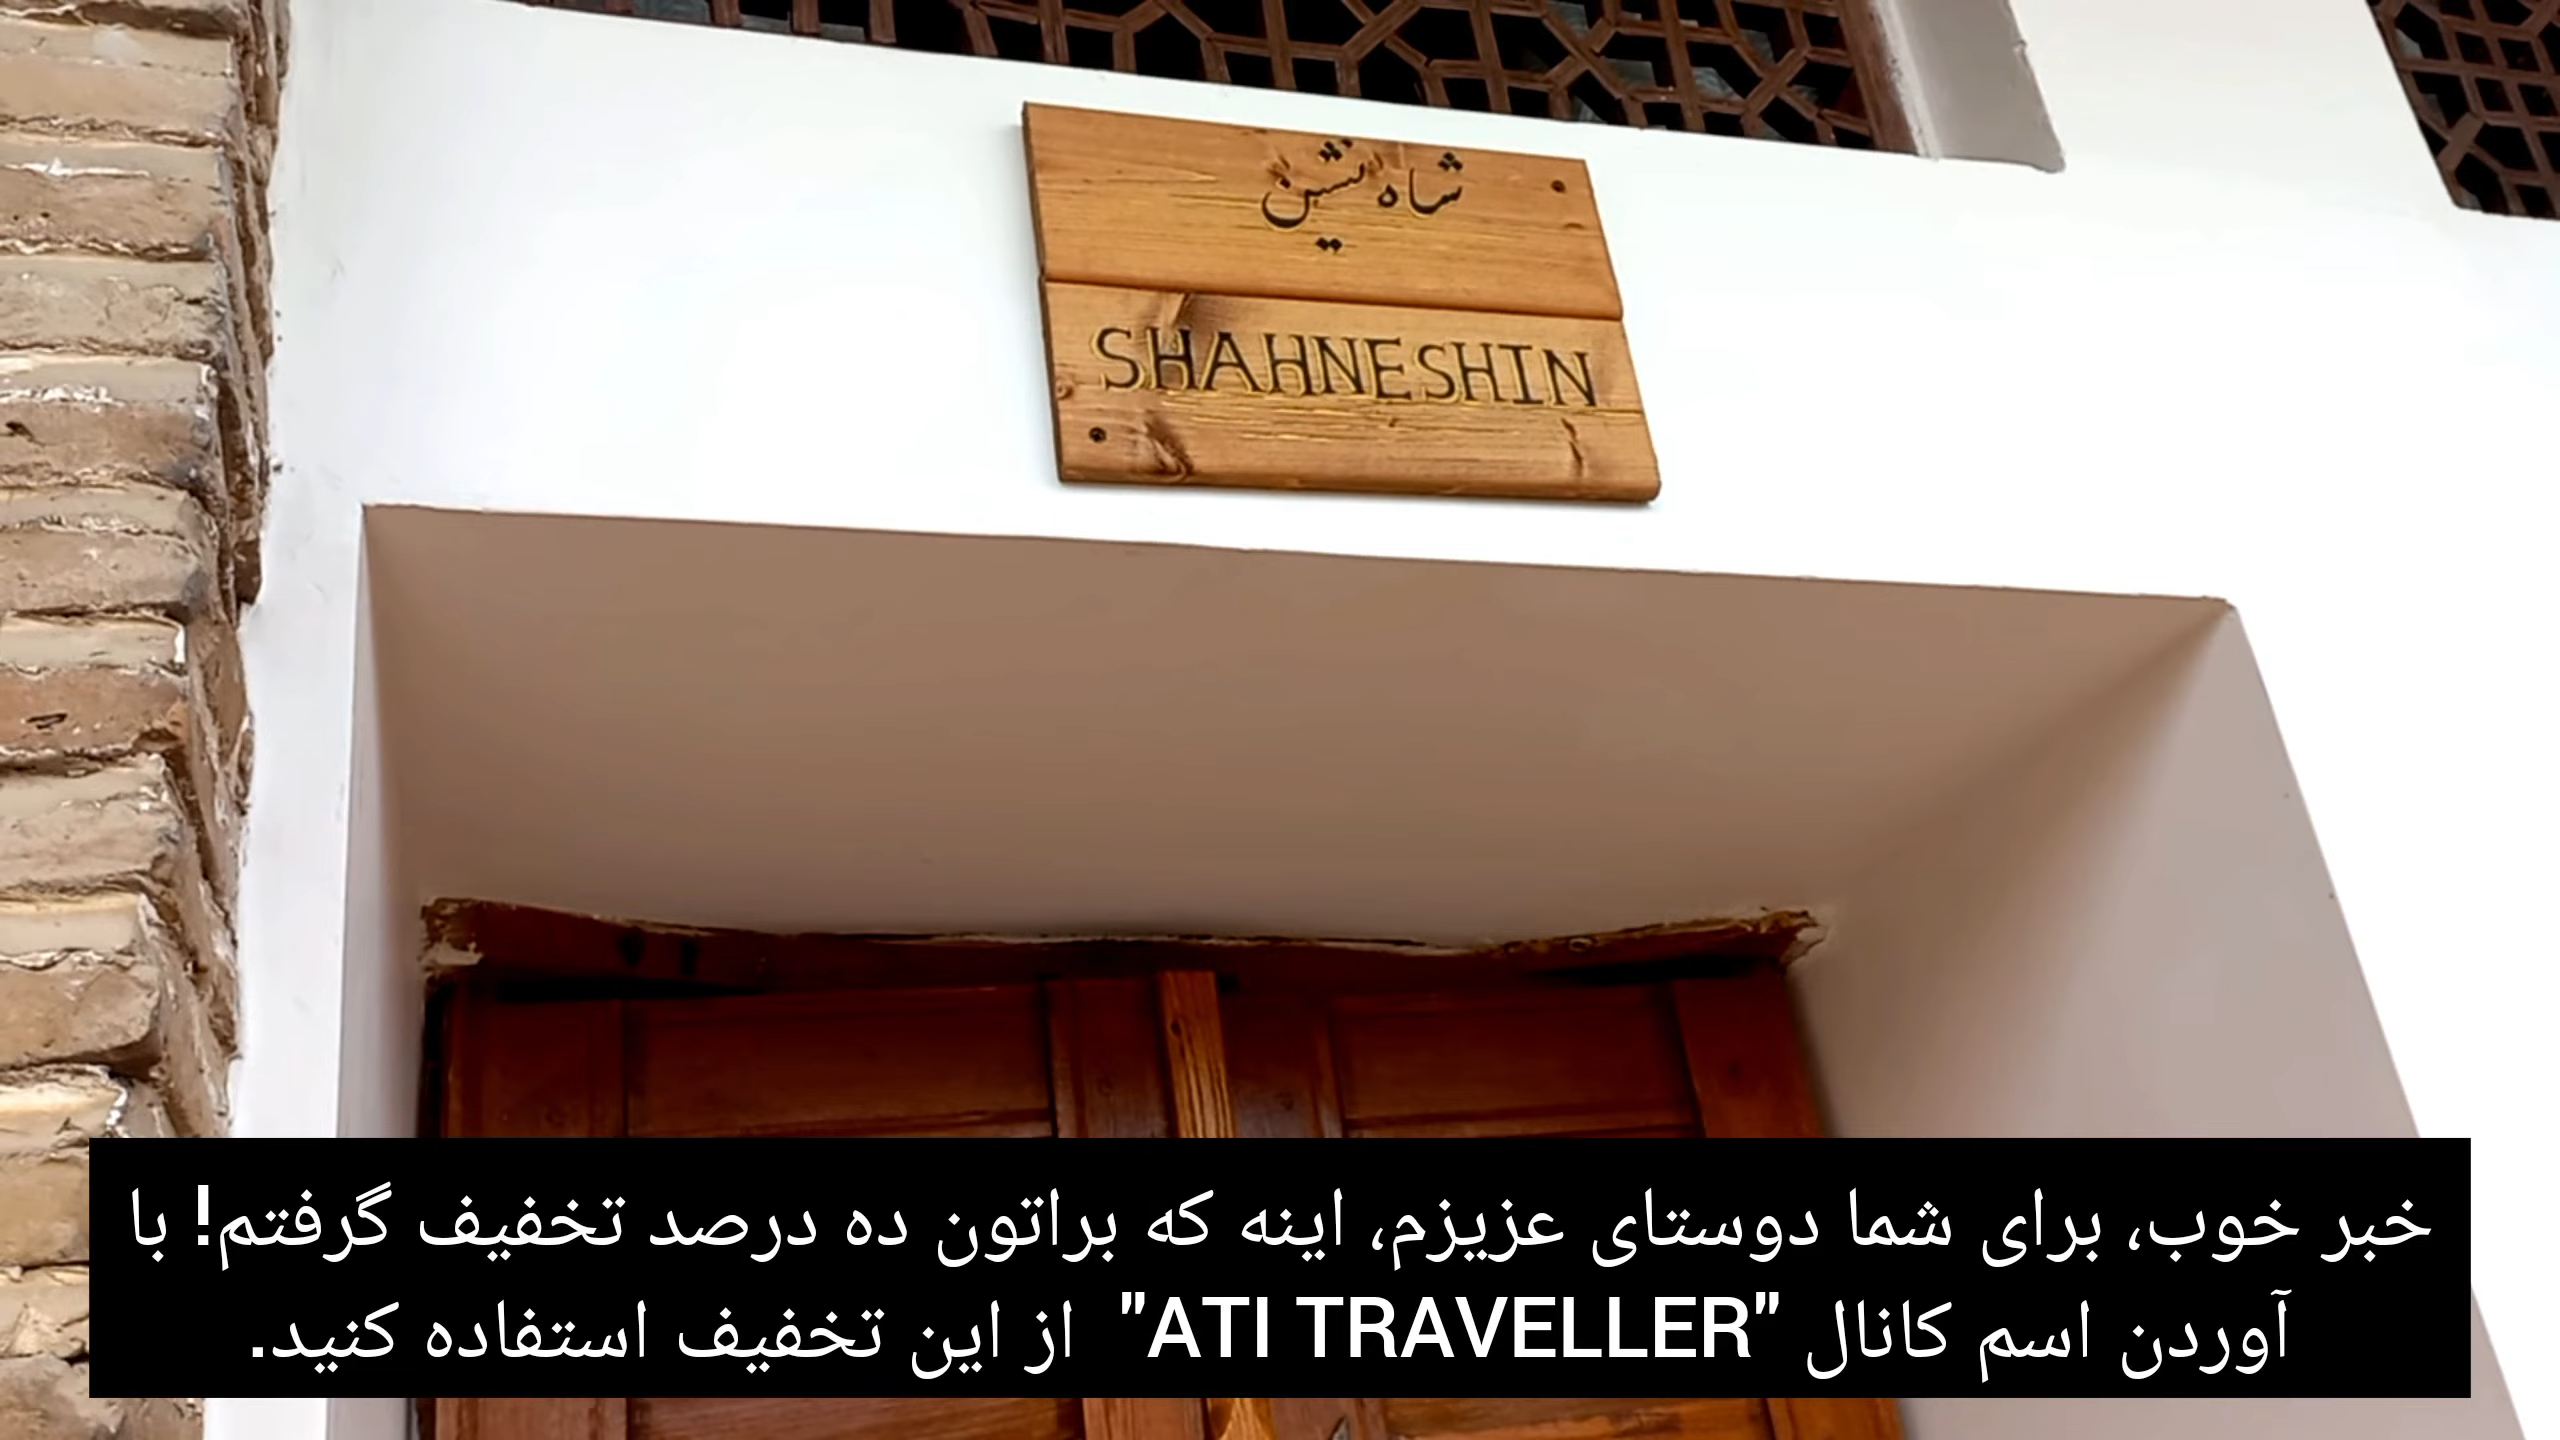 شاه نشین
SHAHNESHIN
خبر خوب، برای شما دوستای عزیزم، اینه که براتون ده درصد تخفیف گرفتم! با
آوردن اسم کانال "ATI TRAVELLER" از این تخفیف استفاده کنید.